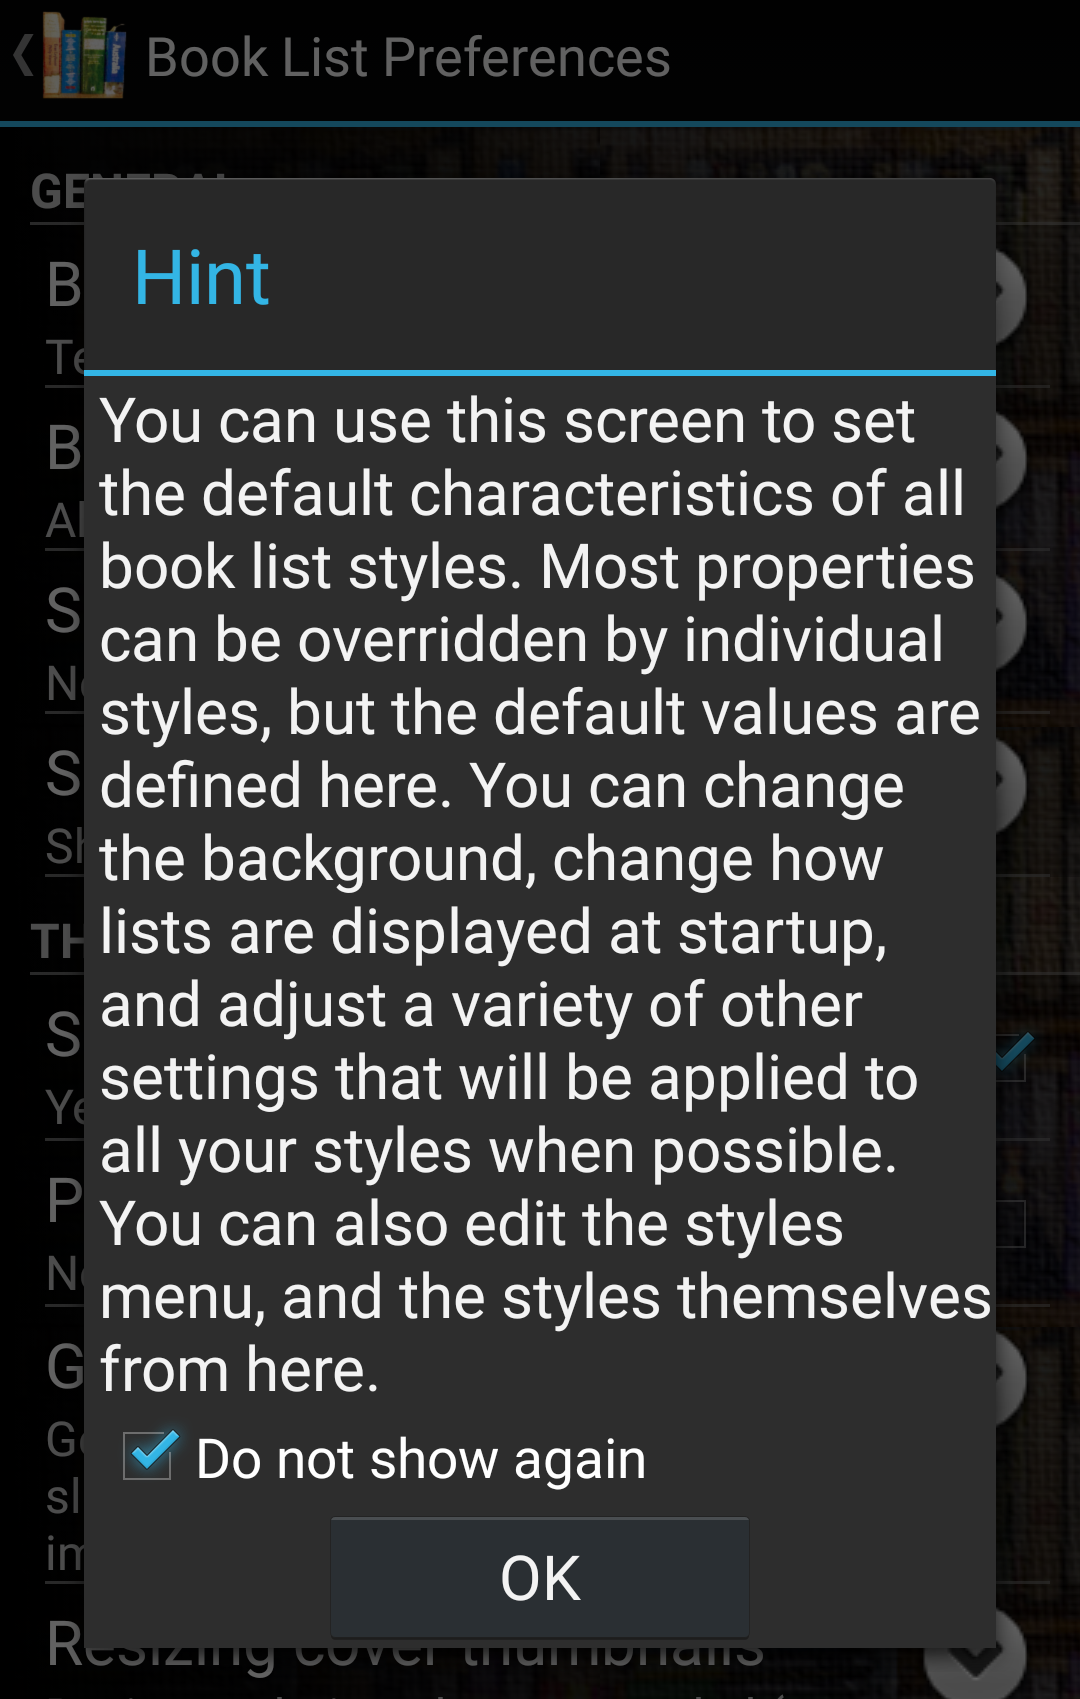 Book List Preferences
Hint
You can use this screen to set
the default characteristics of all
book list styles. Most properties
can be overridden by individual
styles, but the default values are
defined here. You can change
the background, change how
lists are displayed at startup,
and adjust a variety of other
settings that will be applied to
all your styles when possible.
You can also edit the styles
menu, and the styles themselves
from here.
Do not show again
OK
Resizing cover thumbnails